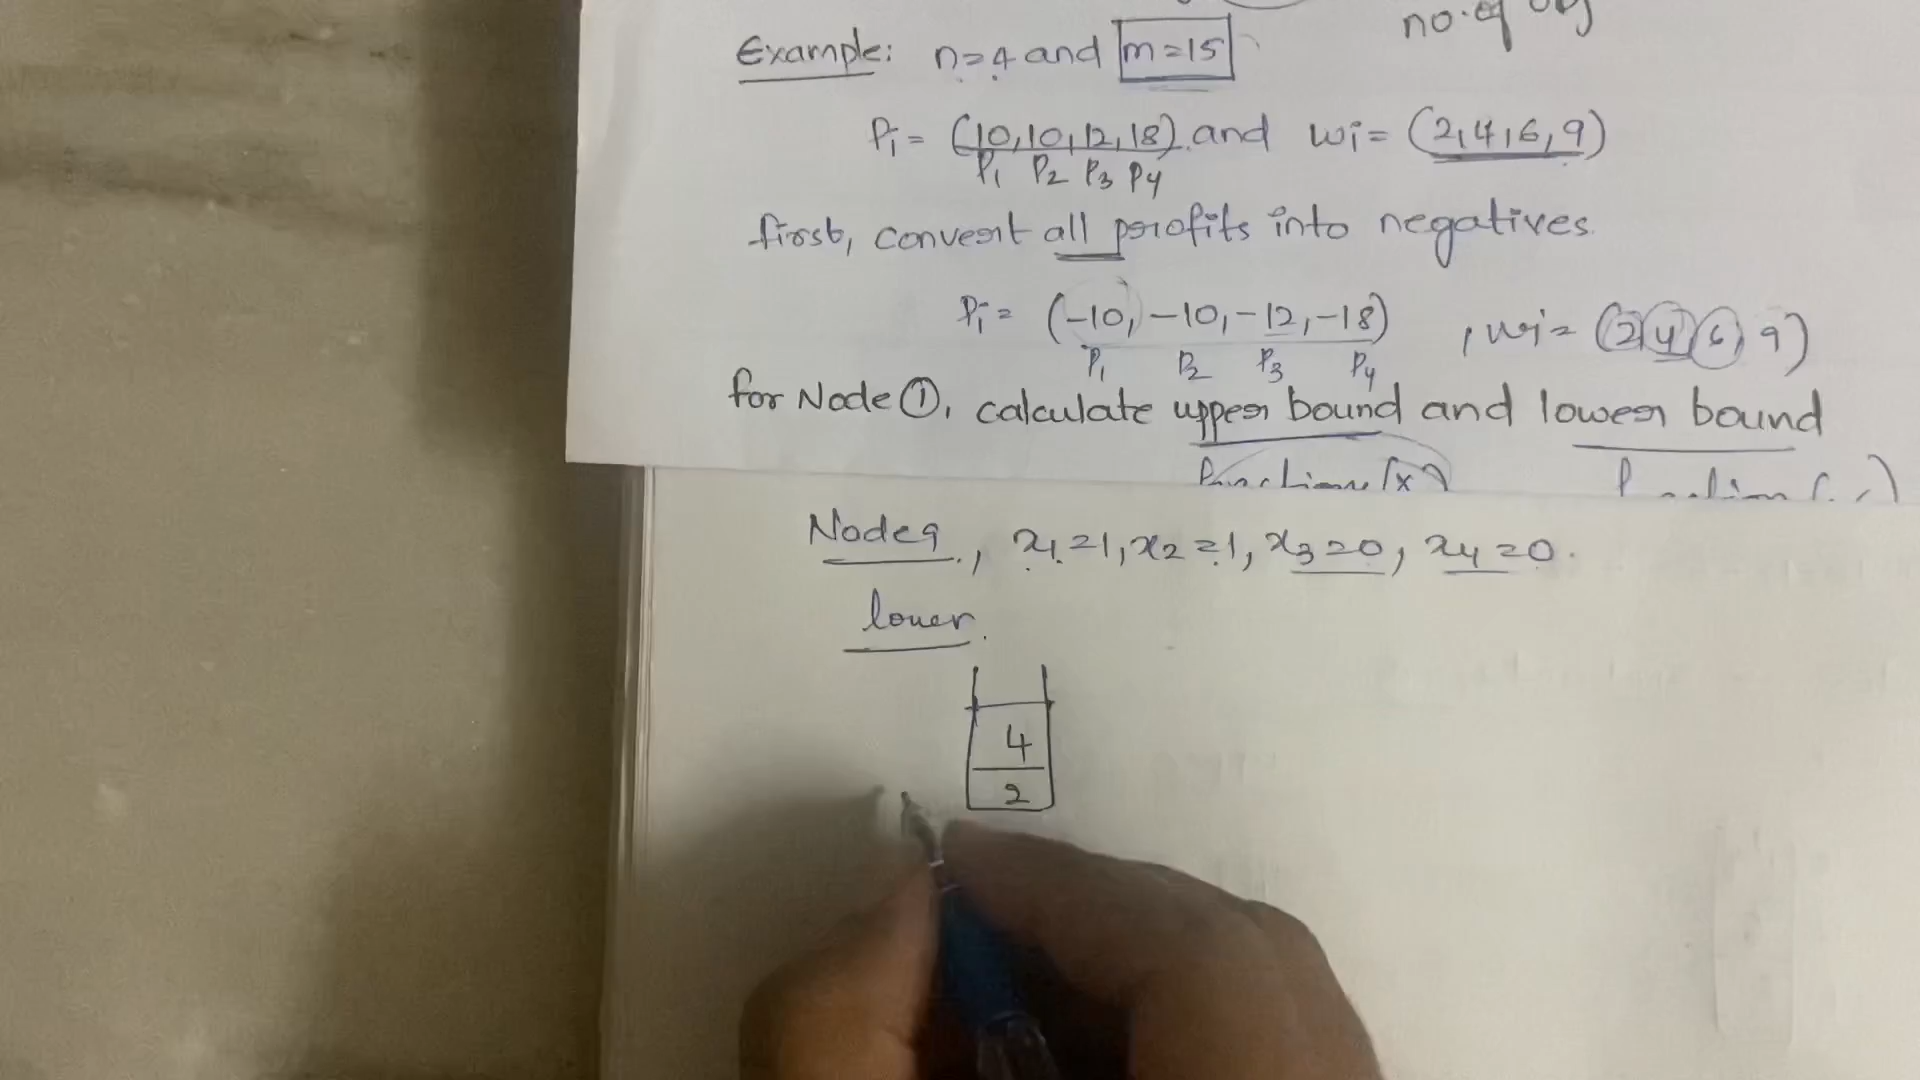 no. of obj
Example: n=4 and m=15
Pi = (10,10,12,18) and wi = (2,4,6,9)
P1 P2 P3 P4
first, convert all profits into negatives.
Pi = (-10, -10, -12, -18) , wi = (2,4,6,9)
P1 P2 P3 P4
for Node ①, calculate upper bound and lower bound
Node9, x1=1, x2=1, x3=0, x4=0.
lower.
4
2